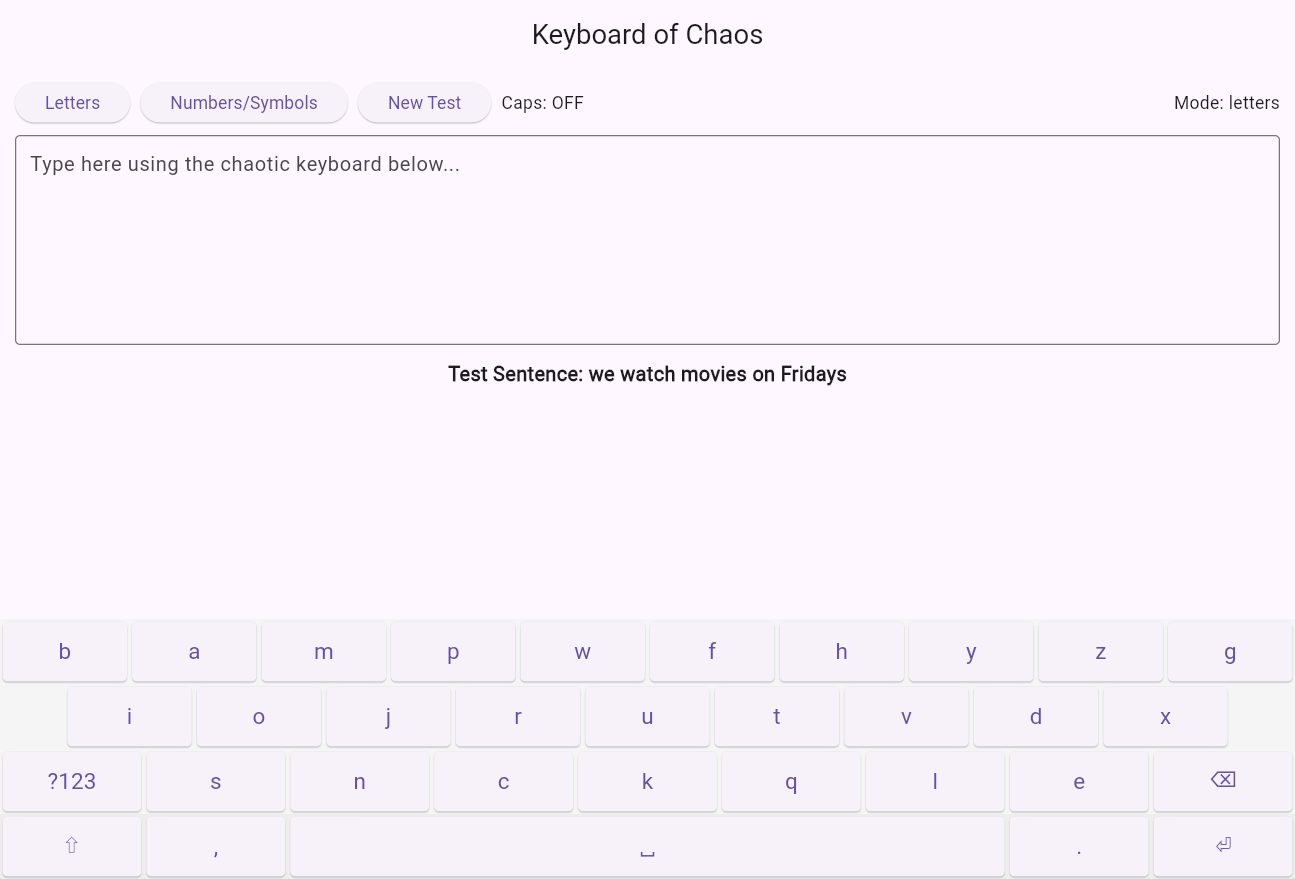 Keyboard of Chaos
Letters Numbers/Symbols New Test Caps: OFF Mode: letters
Type here using the chaotic keyboard below...
Test Sentence: we watch movies on Fridays
b a m p w f h y z g
i o j r u t v d x
?123 s n c k q l e ⌫
⇧ , ⎵ . ⏎